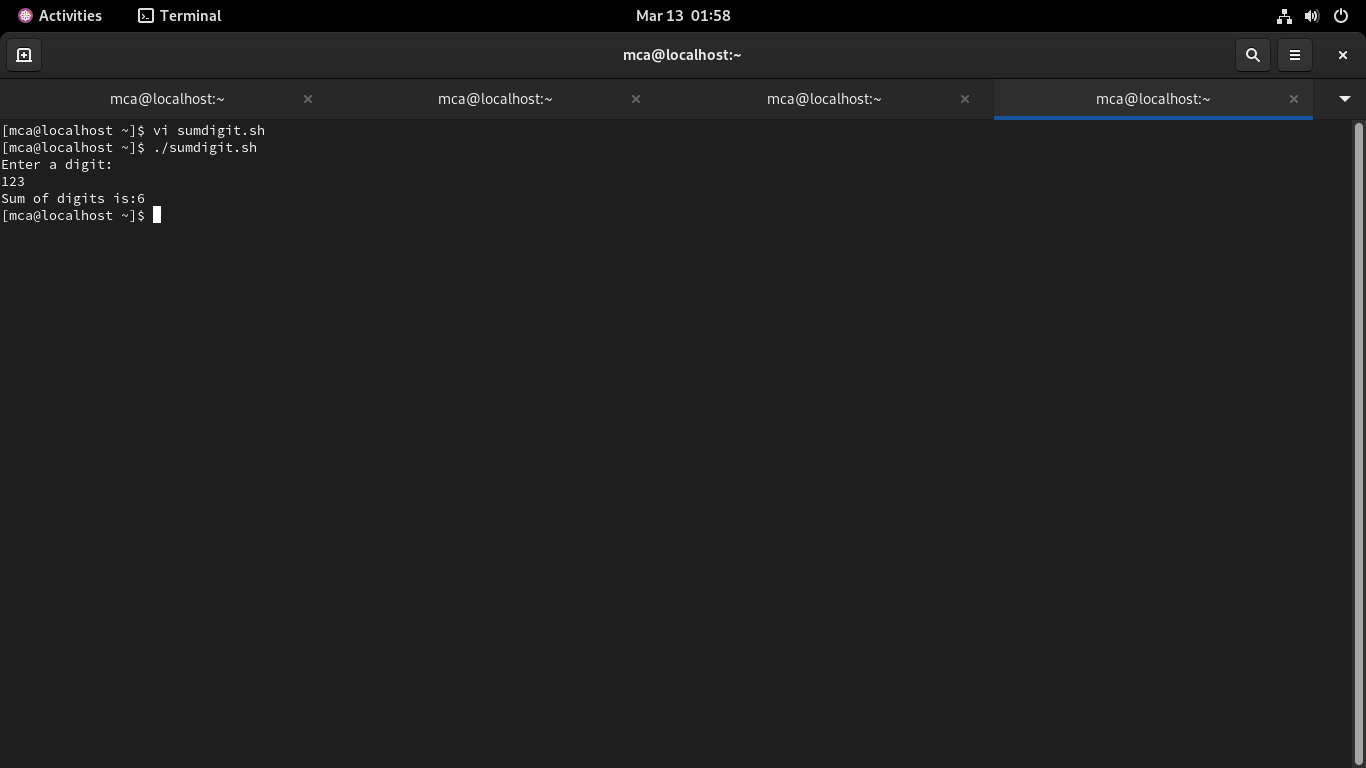 Activities Terminal Mar 13 01:58
mca@localhost:~
mca@localhost:~ mca@localhost:~ mca@localhost:~ mca@localhost:~
[mca@localhost ~]$ vi sumdigit.sh
[mca@localhost ~]$ ./sumdigit.sh
Enter a digit:
123
Sum of digits is:6
[mca@localhost ~]$